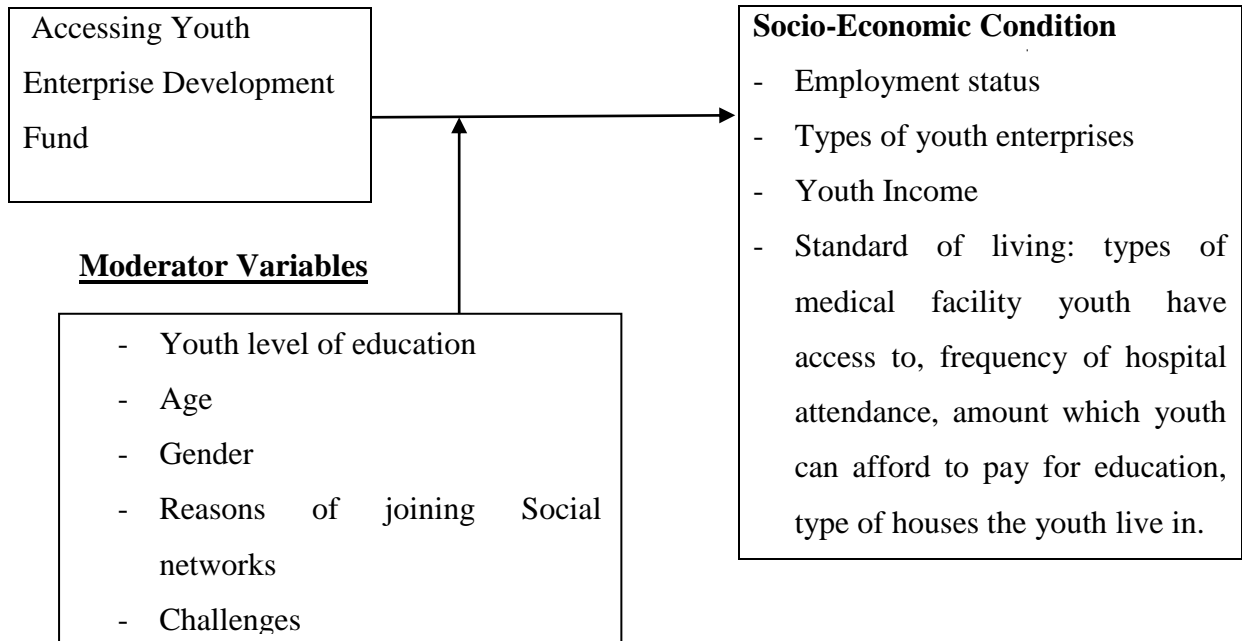 Accessing Youth
Enterprise Development
Fund
Socio-Economic Condition
- Employment status
- Types of youth enterprises
- Youth Income
- Standard of living: types of
medical facility youth have
access to, frequency of hospital
attendance, amount which youth
can afford to pay for education,
type of houses the youth live in.
Moderator Variables
- Youth level of education
- Age
- Gender
- Reasons of joining Social
networks
- Challenges